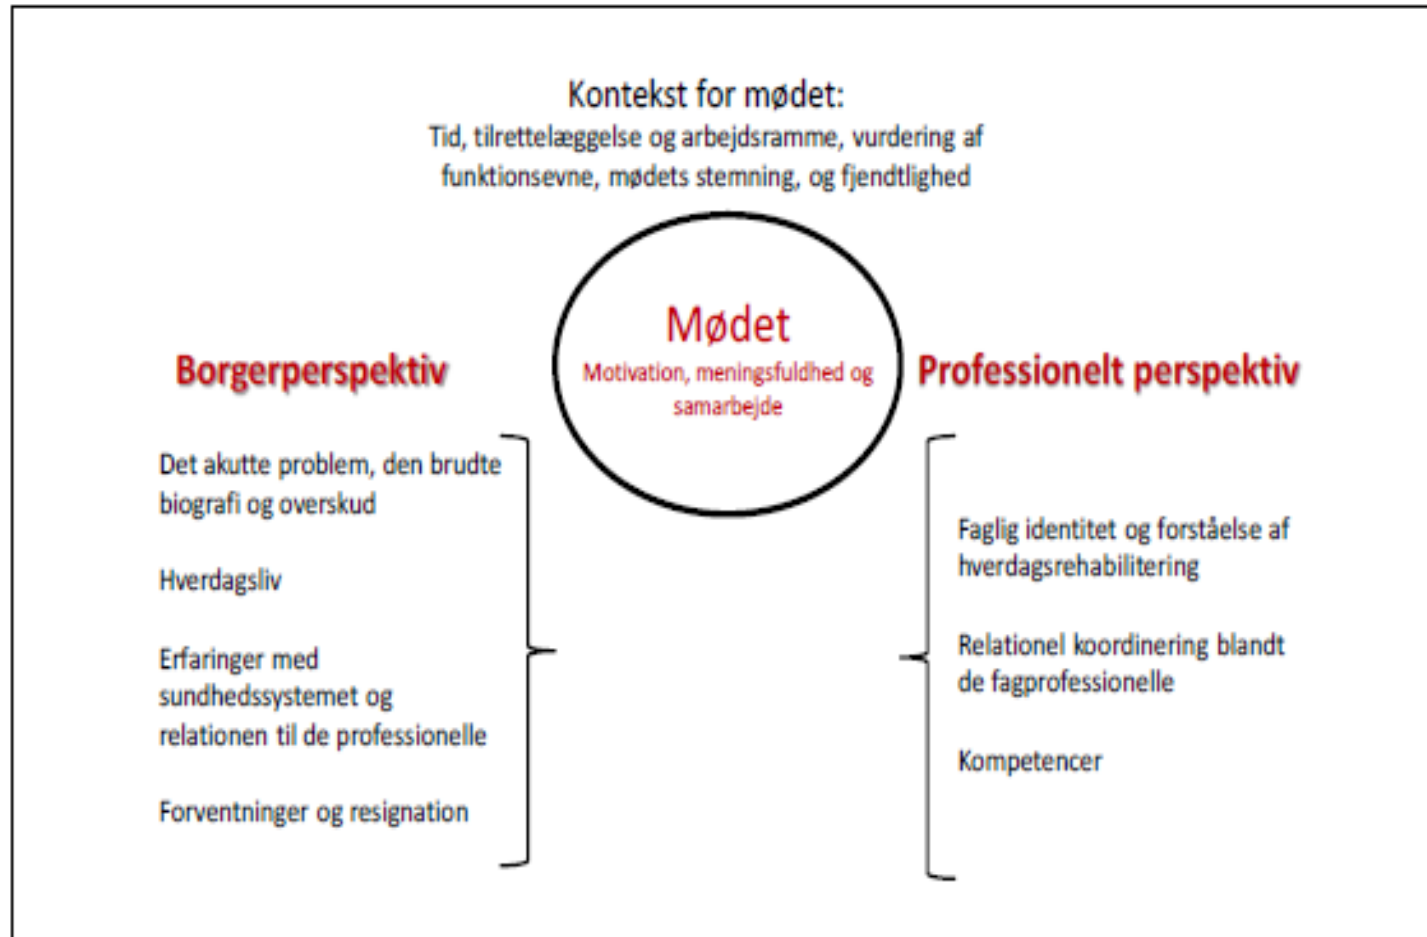 Kontekst for mødet:
Tid, tilrettelæggelse og arbejdsramme, vurdering af
funktionsevne, mødets stemning, og fjendtlighed
Mødet
Motivation, meningsfuldhed og
samarbejde
Borgerperspektiv
Det akutte problem, den brudte
biografi og overskud
Hverdagsliv
Erfaringer med
sundhedssystemet og
relationen til de professionelle
Forventninger og resignation
Professionelt perspektiv
Faglig identitet og forståelse af
hverdagsrehabilitering
Relationel koordinering blandt
de fagprofessionelle
Kompetencer